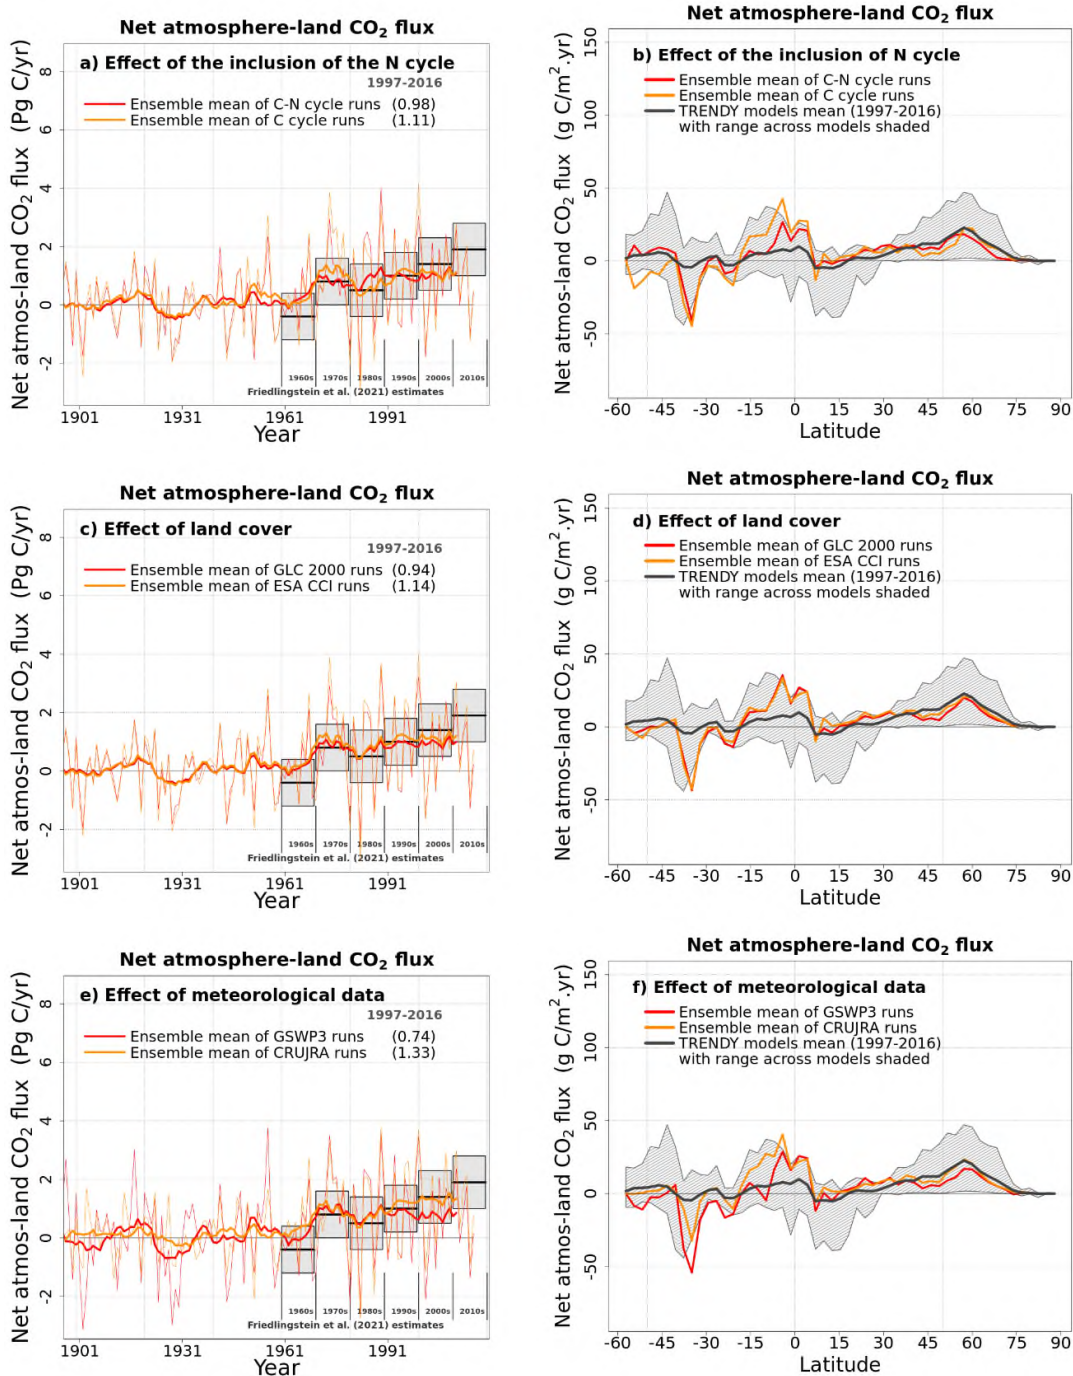 Net atmosphere-land CO2 flux
a) Effect of the inclusion of the N cycle
1997-2016
Ensemble mean of C-N cycle runs (0.98)
Ensemble mean of C cycle runs (1.11)
Net atmos-land CO2 flux (Pg C/yr)
8
6
4
2
0
-2
1960s 1970s 1980s 1990s 2000s 2010s
Friedlingstein et al. (2021) estimates
1901 1931 1961 1991
Year
Net atmosphere-land CO2 flux
b) Effect of the inclusion of N cycle
Ensemble mean of C-N cycle runs
Ensemble mean of C cycle runs
TRENDY models mean (1997-2016)
with range across models shaded
Net atmos-land CO2 flux (g C/m2.yr)
150
100
50
0
-50
-60 -45 -30 -15 0 15 30 45 60 75 90
Latitude
Net atmosphere-land CO2 flux
c) Effect of land cover
1997-2016
Ensemble mean of GLC 2000 runs (0.94)
Ensemble mean of ESA CCI runs (1.14)
Net atmos-land CO2 flux (Pg C/yr)
8
6
4
2
0
-2
1960s 1970s 1980s 1990s 2000s 2010s
Friedlingstein et al. (2021) estimates
1901 1931 1961 1991
Year
Net atmosphere-land CO2 flux
d) Effect of land cover
Ensemble mean of GLC 2000 runs
Ensemble mean of ESA CCI runs
TRENDY models mean (1997-2016)
with range across models shaded
Net atmos-land CO2 flux (g C/m2.yr)
150
100
50
0
-50
-60 -45 -30 -15 0 15 30 45 60 75 90
Latitude
Net atmosphere-land CO2 flux
e) Effect of meteorological data
1997-2016
Ensemble mean of GSWP3 runs (0.74)
Ensemble mean of CRUJRA runs (1.33)
Net atmos-land CO2 flux (Pg C/yr)
8
6
4
2
0
-2
1960s 1970s 1980s 1990s 2000s 2010s
Friedlingstein et al. (2021) estimates
1901 1931 1961 1991
Year
Net atmosphere-land CO2 flux
f) Effect of meteorological data
Ensemble mean of GSWP3 runs
Ensemble mean of CRUJRA runs
TRENDY models mean (1997-2016)
with range across models shaded
Net atmos-land CO2 flux (g C/m2.yr)
150
100
50
0
-50
-60 -45 -30 -15 0 15 30 45 60 75 90
Latitude